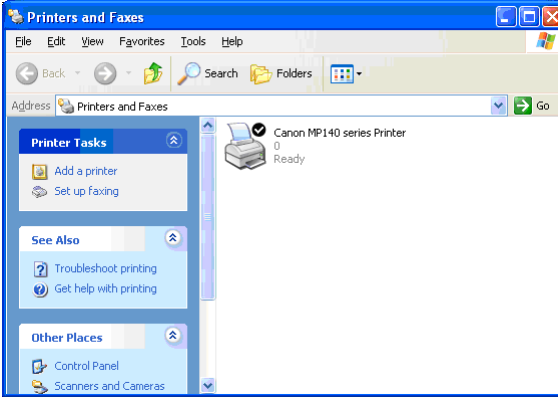 Printers and Faxes
File Edit View Favorites Tools Help
Back Search Folders
Address Printers and Faxes Go
Printer Tasks
Add a printer
Set up faxing
See Also
Troubleshoot printing
Get help with printing
Other Places
Control Panel
Scanners and Cameras
Canon MP140 series Printer
0
Ready